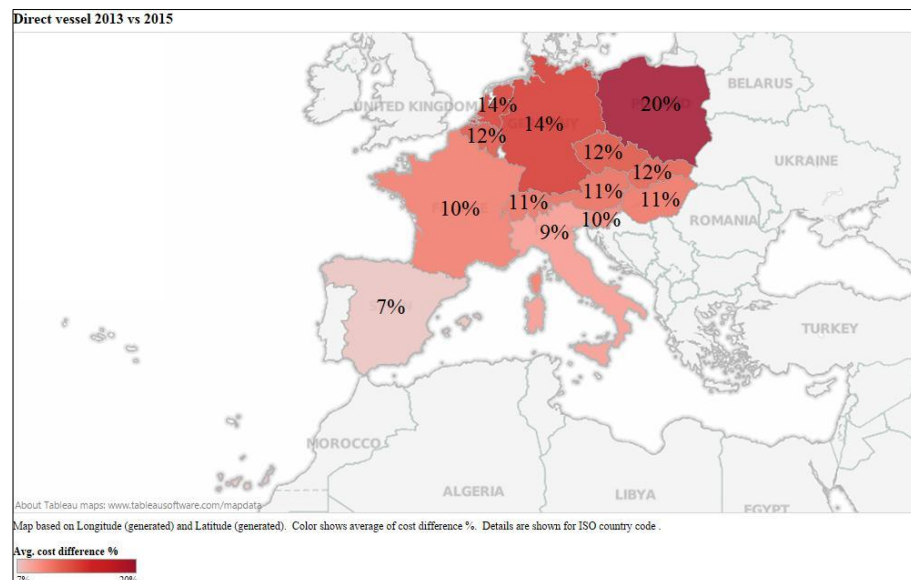 Direct vessel 2013 vs 2015
BELARUS
UNITED KINGDOM
14%
14%
20%
12%
12%
12%
UKRAINE
11%
11%
11%
10%
10%
9%
ROMANIA
7%
TURKEY
MOROCCO
ALGERIA
LIBYA
EGYPT
About Tableau maps: www.tableausoftware.com/mapdata
Map based on Longitude (generated) and Latitude (generated). Color shows average of cost difference %. Details are shown for ISO country code .
Avg. cost difference %
7%
20%